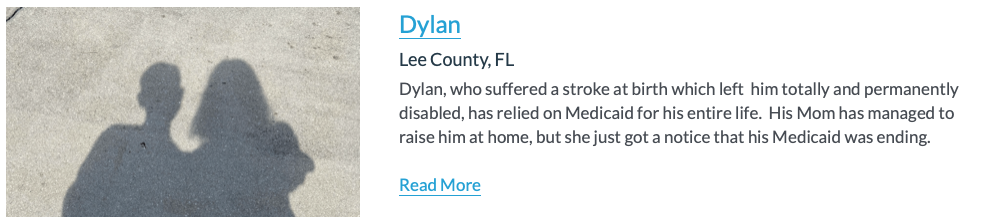 Dylan
Lee County, FL
Dylan, who suffered a stroke at birth which left  him totally and permanently
disabled, has relied on Medicaid for his entire life.  His Mom has managed to
raise him at home, but she just got a notice that his Medicaid was ending.
Read More